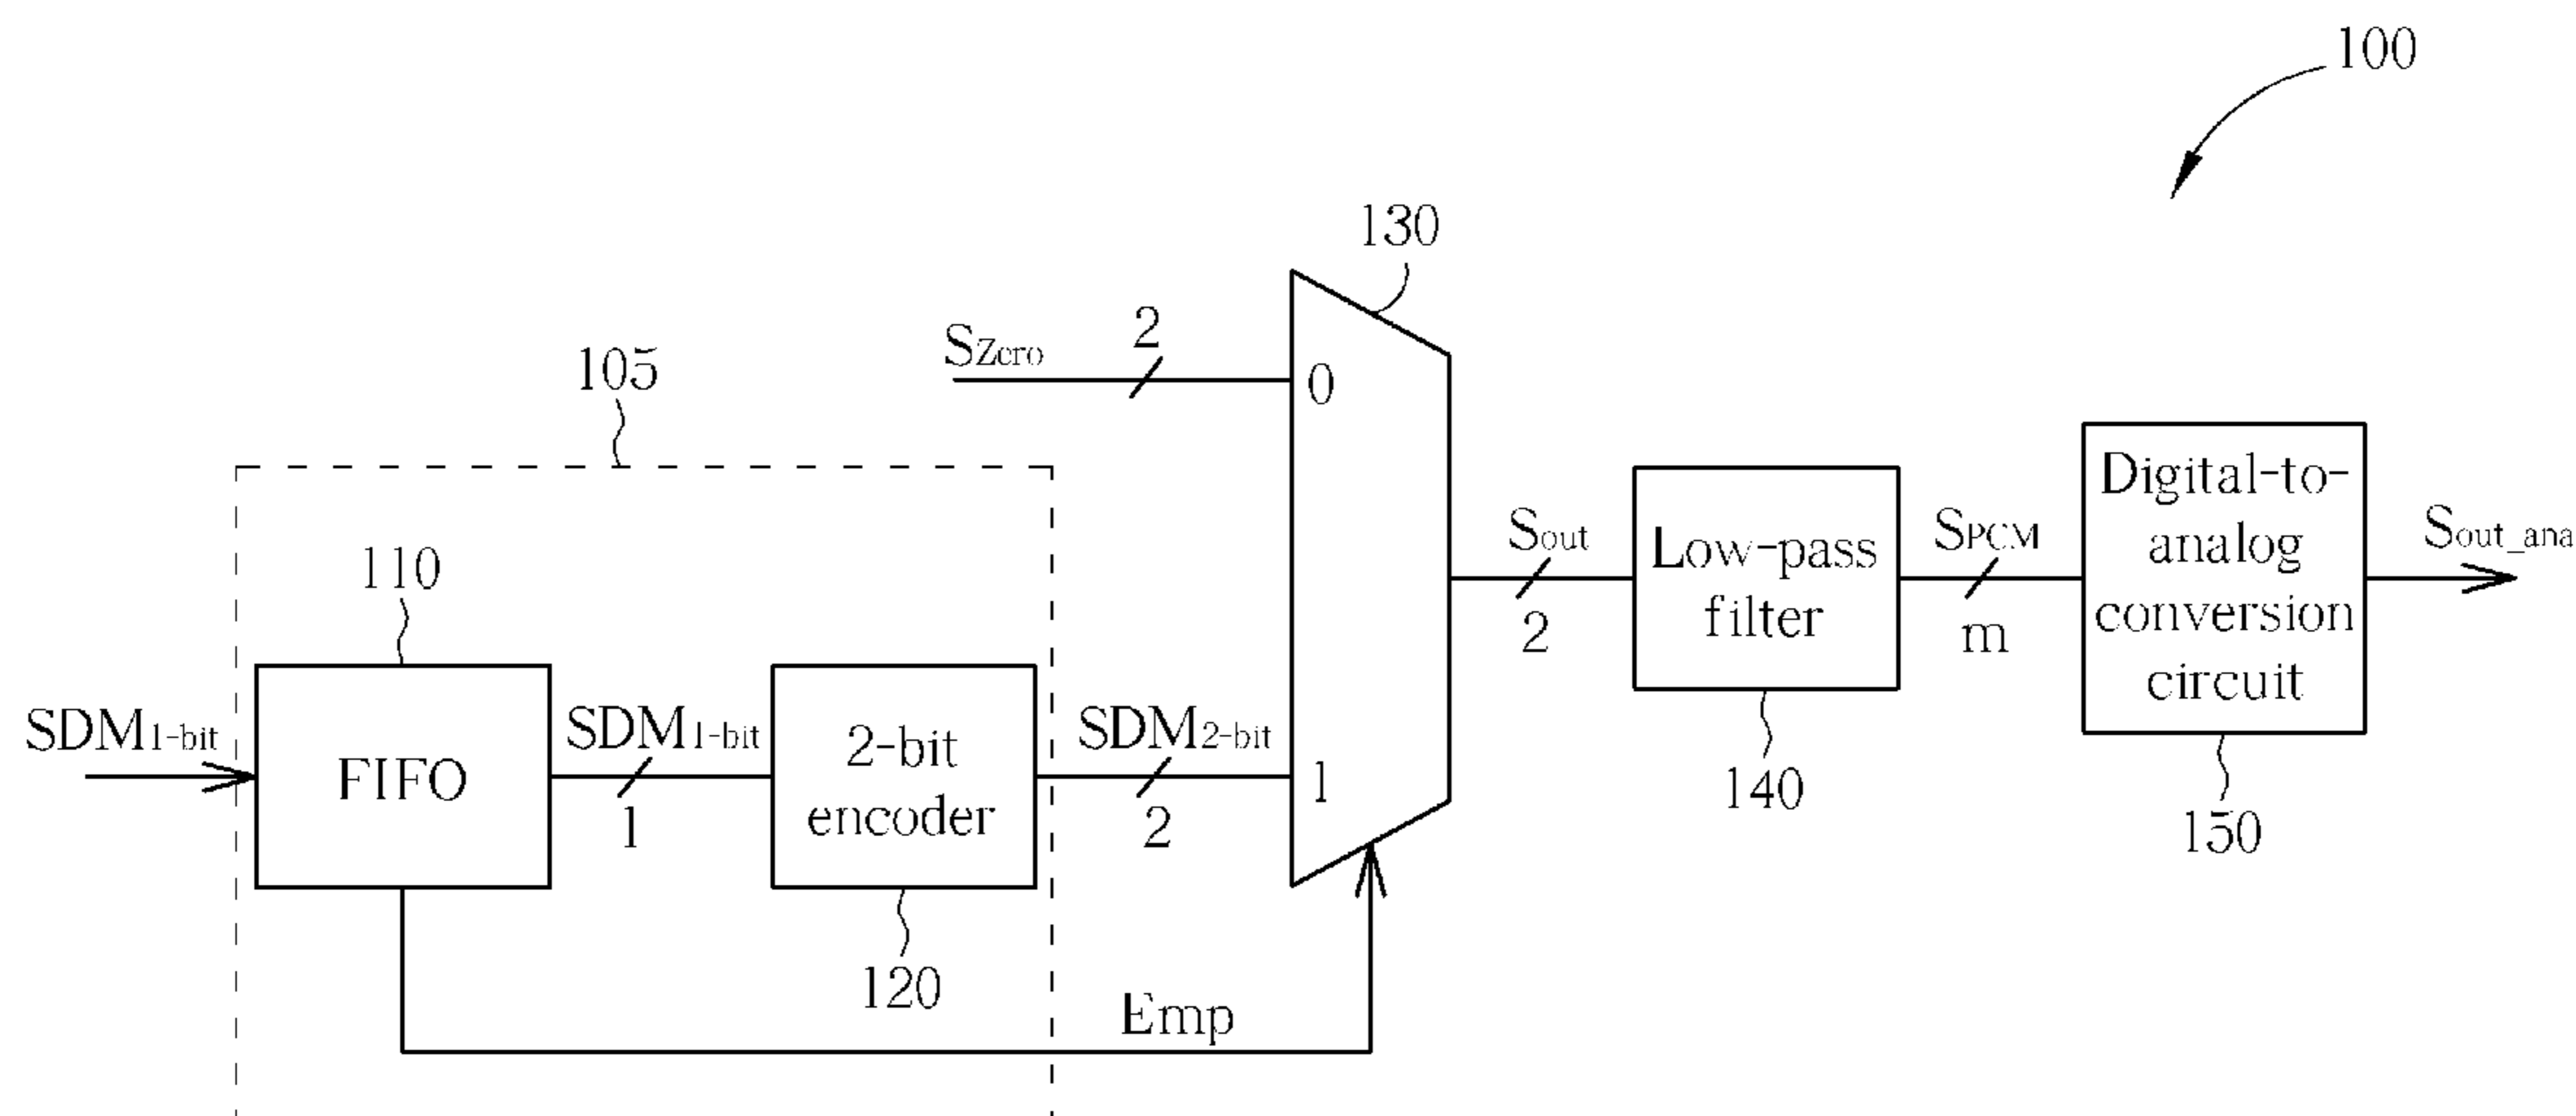 100
130
SZero
2
0
105
110
SDM1-bit
FIFO
SDM1-bit
1
2-bit
encoder
120
SDM2-bit
2
1
Emp
Sout
2
Low-pass
filter
140
SPCM
m
Digital-to-
analog
conversion
circuit
150
Sout_ana